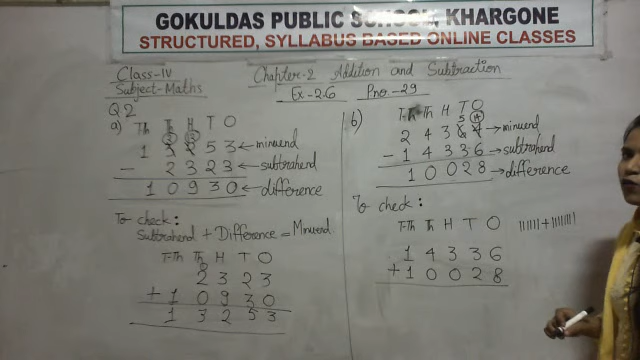 GOKULDAS PUBLIC SCHOOL, KHARGONE
STRUCTURED, SYLLABUS BASED ONLINE CLASSES
Class-IV Chapter-2 Addition and Subtraction
Subject-Maths Ex-2.6 Pno-29
Q2
a) Th Th H T O
1 3 2 5 3 ← minuend
- 2 3 2 3 ← subtrahend
1 0 9 3 0 ← difference
To check:
Subtrahend + Difference = Minuend.
T-Th Th H T O
2 3 2 3
+ 1 0 9 3 0
1 3 2 5 3
b) T-Th Th H T O
5 14
2 4 3 6 4 → minuend
- 1 4 3 3 6 → subtrahend
1 0 0 2 8 → difference
To check:
T-Th Th H T O
1 4 3 3 6
+ 1 0 0 2 8